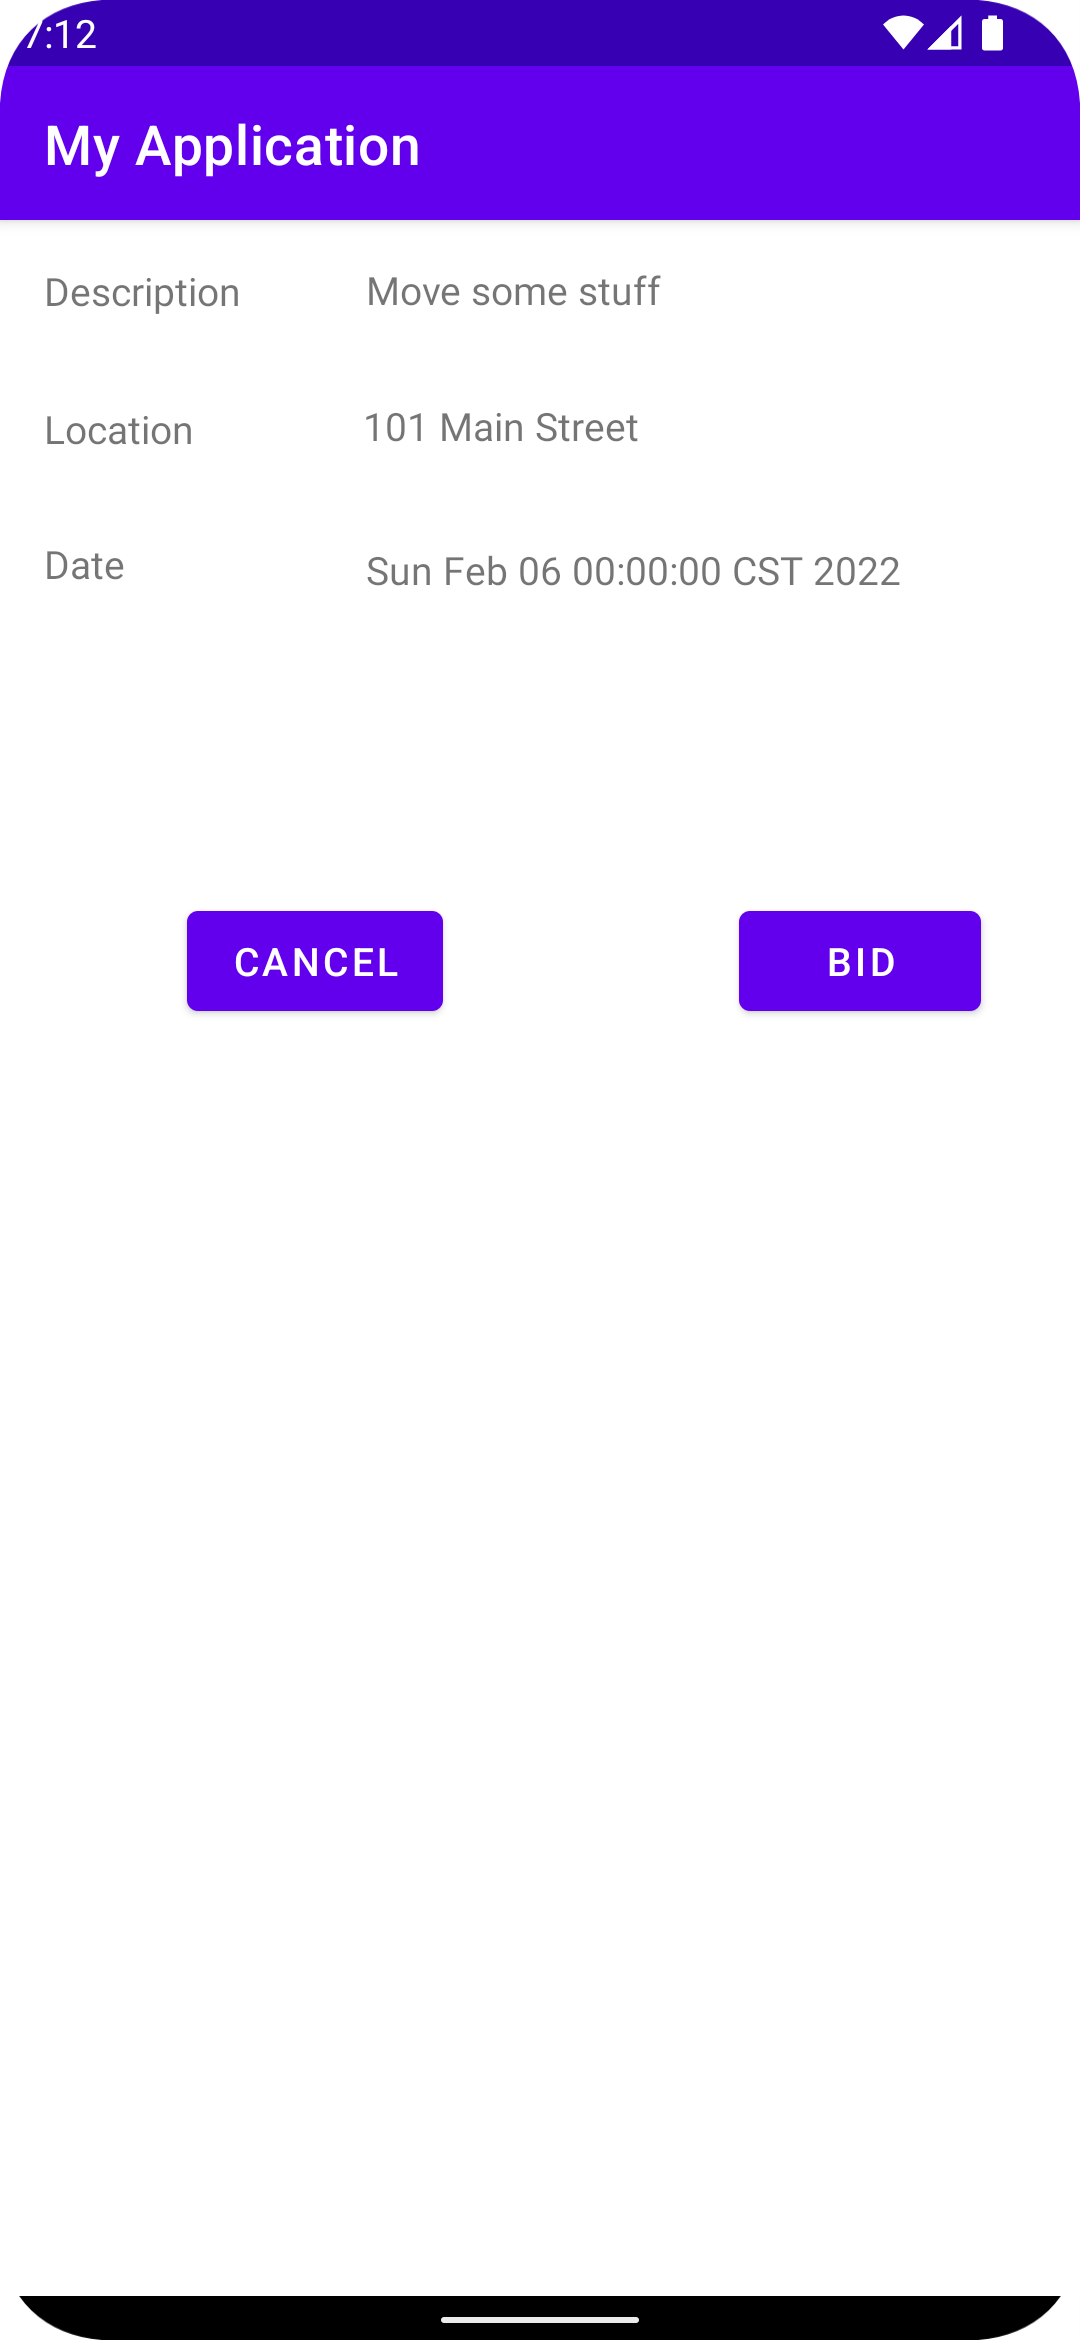 7:12
My Application
Description Move some stuff
Location 101 Main Street
Date Sun Feb 06 00:00:00 CST 2022
CANCEL BID